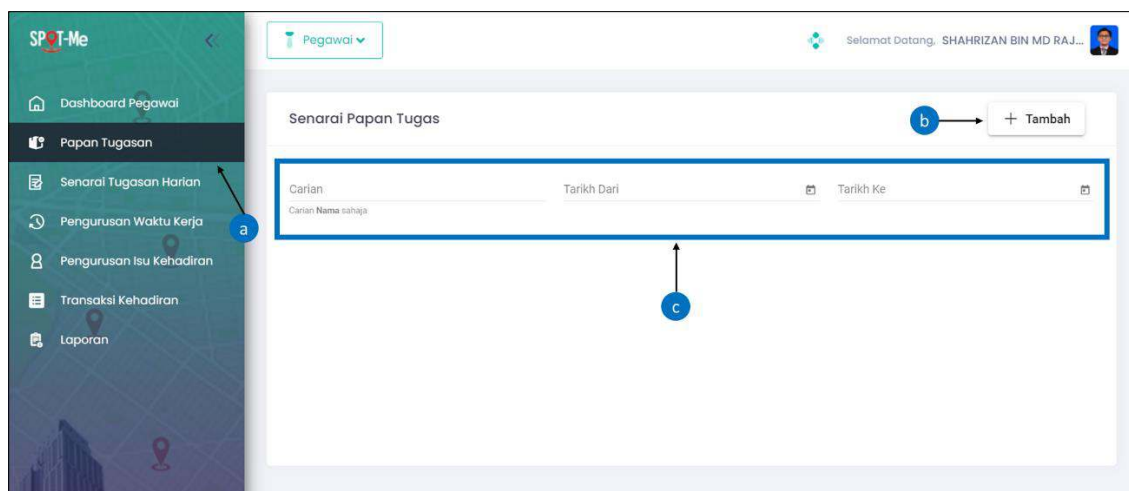 SPOT-Me
Pegawai
Selamat Datang, SHAHRIZAN BIN MD RAJ...
Dashboard Pegawai
Papan Tugasan
Senarai Tugasan Harian
Pengurusan Waktu Kerja
Pengurusan Isu Kehadiran
Transaksi Kehadiran
Laporan
a
Senarai Papan Tugas
b
+ Tambah
Carian
Tarikh Dari
Tarikh Ke
Carian Nama sahaja
c